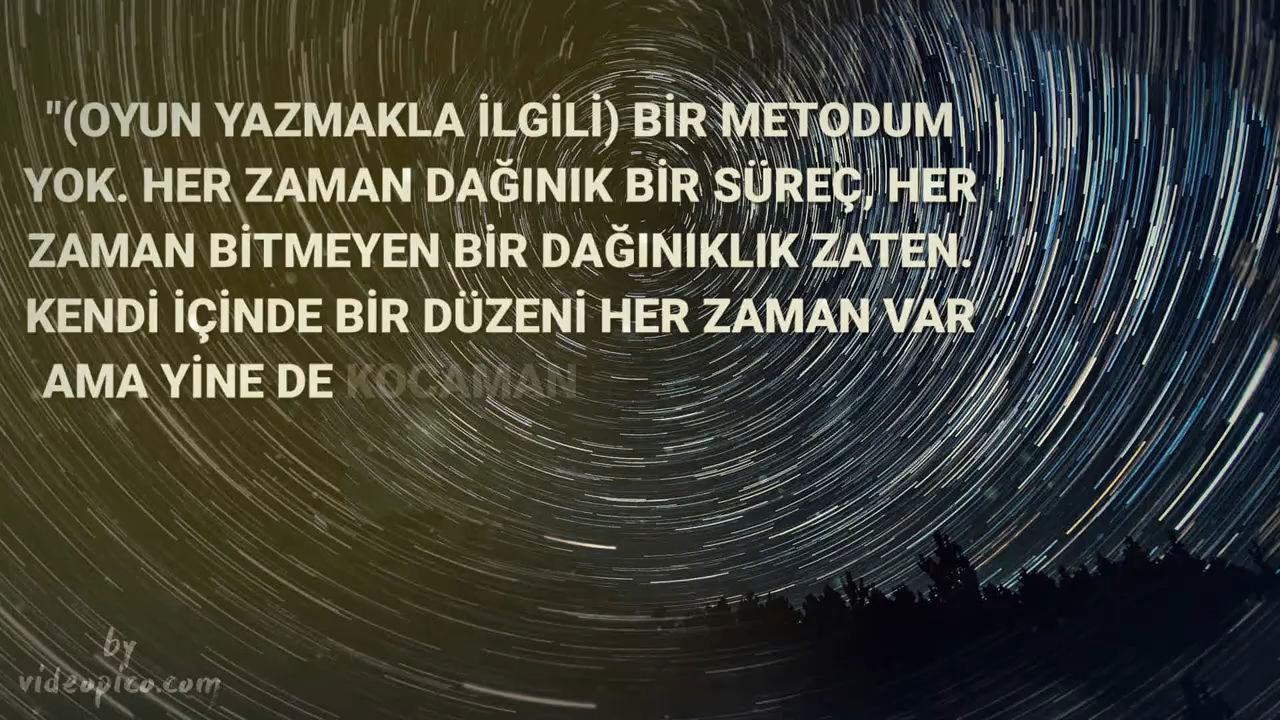 "(OYUN YAZMAKLA İLGİLİ) BİR METODUM
YOK. HER ZAMAN DAĞINIK BİR SÜREÇ, HER
ZAMAN BİTMEYEN BİR DAĞINIKLIK ZATEN.
KENDİ İÇİNDE BİR DÜZENİ HER ZAMAN VAR
AMA YİNE DE KOCAMAN
by
videopico.com